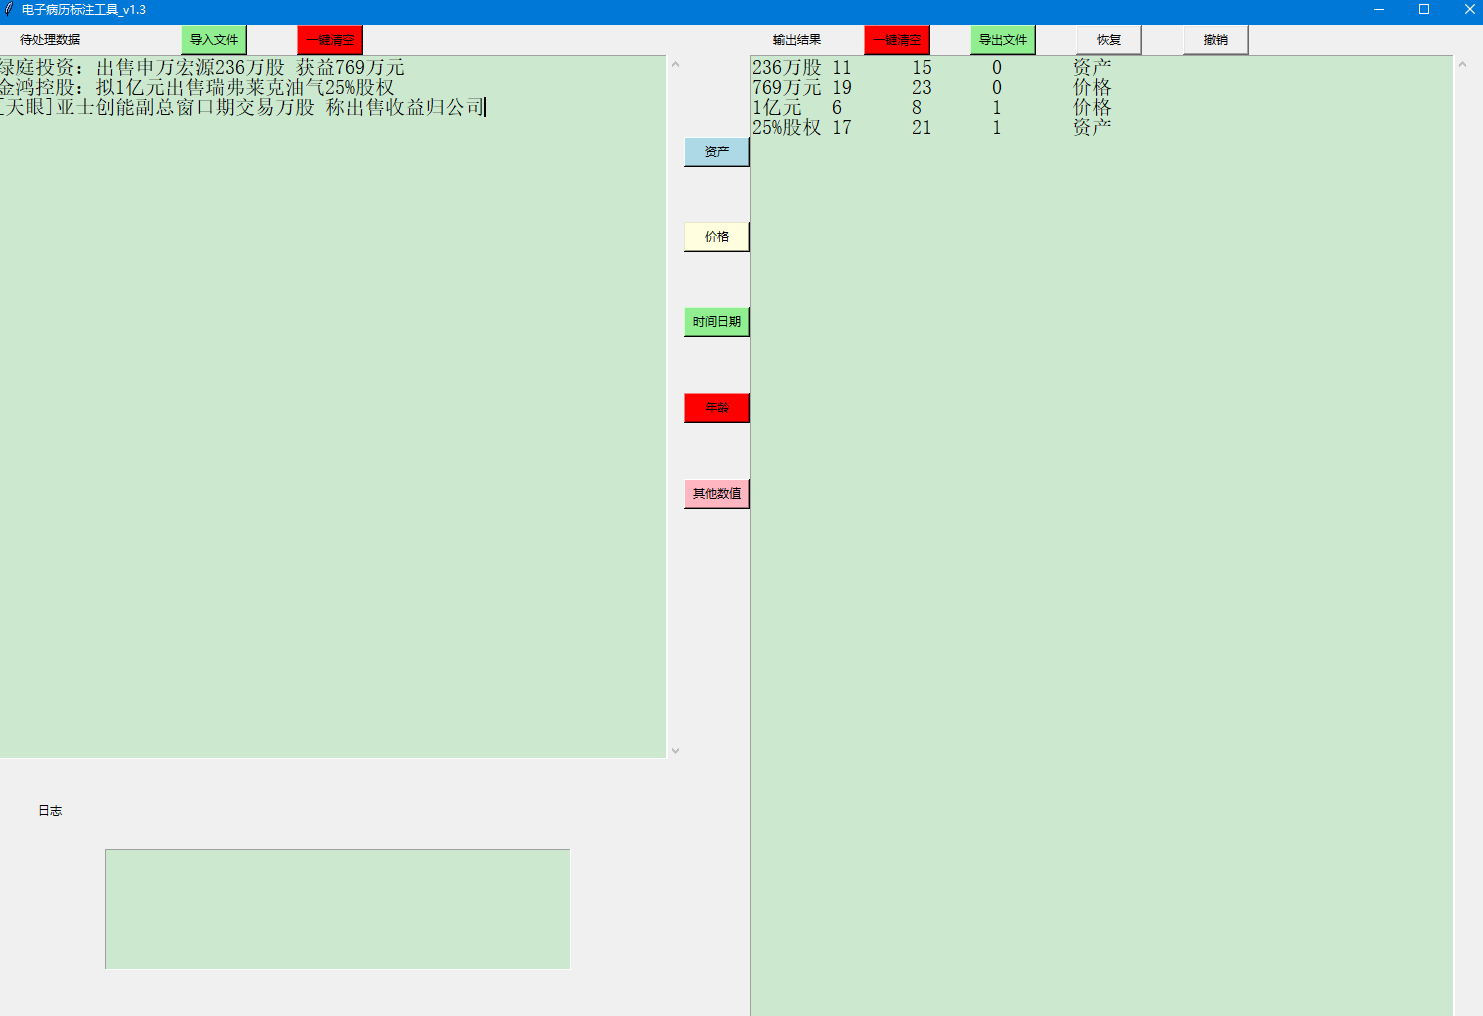 电子病历标注工具_v1.3
待处理数据 导入文件 一键清空 输出结果 一键清空 导出文件 恢复 撤销
绿庭投资：出售申万宏源236万股 获益769万元
金鸿控股：拟1亿元出售瑞弗莱克油气25%股权
[天眼]亚士创能副总窗口期交易万股 称出售收益归公司
资产
价格
时间日期
年龄
其他数值
236万股 11 15 0 资产
769万元 19 23 0 价格
1亿元 6 8 1 价格
25%股权 17 21 1 资产
日志